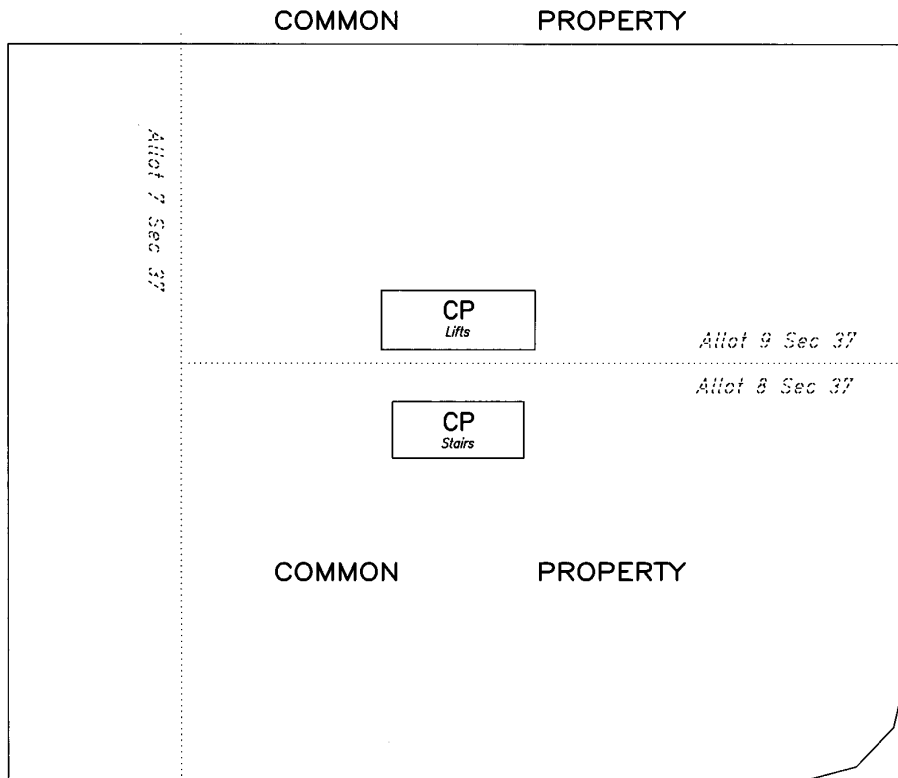 COMMON PROPERTY
Allot 7 Sec 37
CP
Lifts
Allot 9 Sec 37
Allot 8 Sec 37
CP
Stairs
COMMON PROPERTY